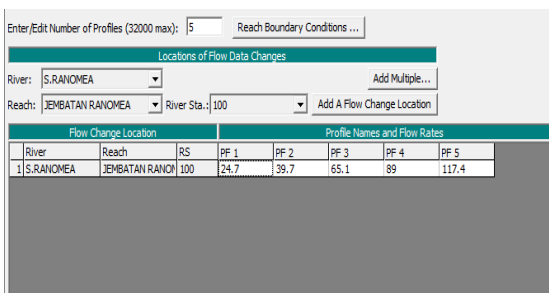 Enter/Edit Number of Profiles (32000 max): 5 Reach Boundary Conditions ...
Locations of Flow Data Changes
River: S.RANOMEA Add Multiple...
Reach: JEMBATAN RANOMEA River Sta.: 100 Add A Flow Change Location
Flow Change Location Profile Names and Flow Rates
River Reach RS PF 1 PF 2 PF 3 PF 4 PF 5
1 S.RANOMEA JEMBATAN RANOM 100 24.7 39.7 65.1 89 117.4